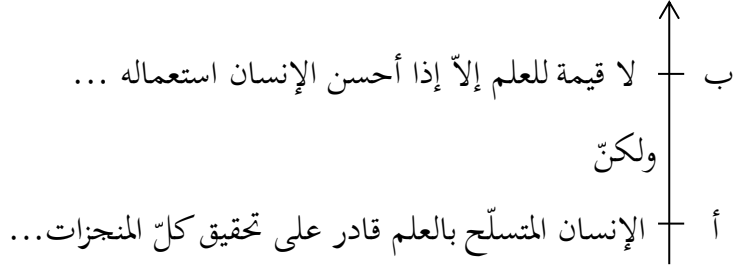 ب لا قيمة للعلم إلاّ إذا أحسن الإنسان استعماله ...
ولكنّ
أ الإنسان المتسلّح بالعلم قادر على تحقيق كلّ المنجزات...